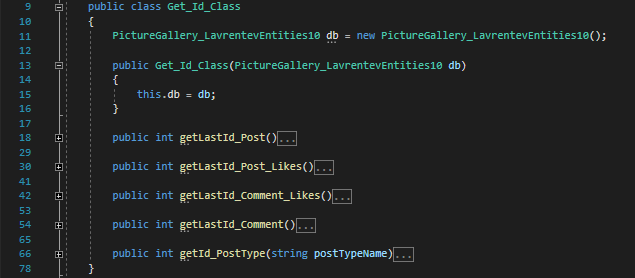 9 public class Get_Id_Class
10 {
11 PictureGallery_LavrentevEntities10 db = new PictureGallery_LavrentevEntities10();
12
13 public Get_Id_Class(PictureGallery_LavrentevEntities10 db)
14 {
15 this.db = db;
16 }
17
18 public int getLastId_Post()...
29
30 public int getLastId_Post_Likes()...
41
42 public int getLastId_Comment_Likes()...
53
54 public int getLastId_Comment()...
65
66 public int getId_PostType(string postTypeName)...
78 }